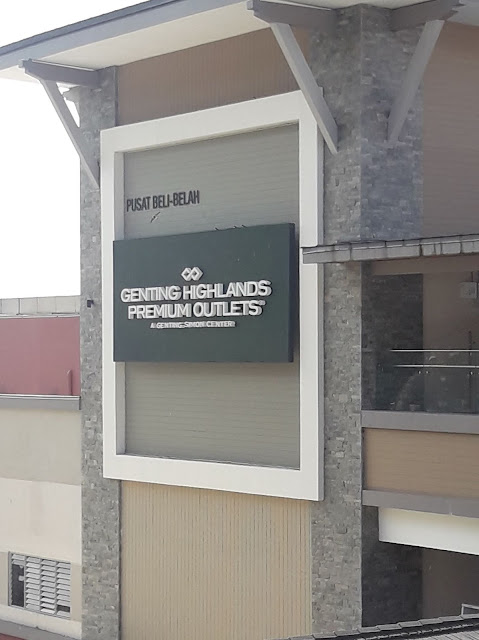 PUSAT BELI-BELAH
GENTING HIGHLANDS
PREMIUM OUTLETS®
A GENTING SIMON CENTER